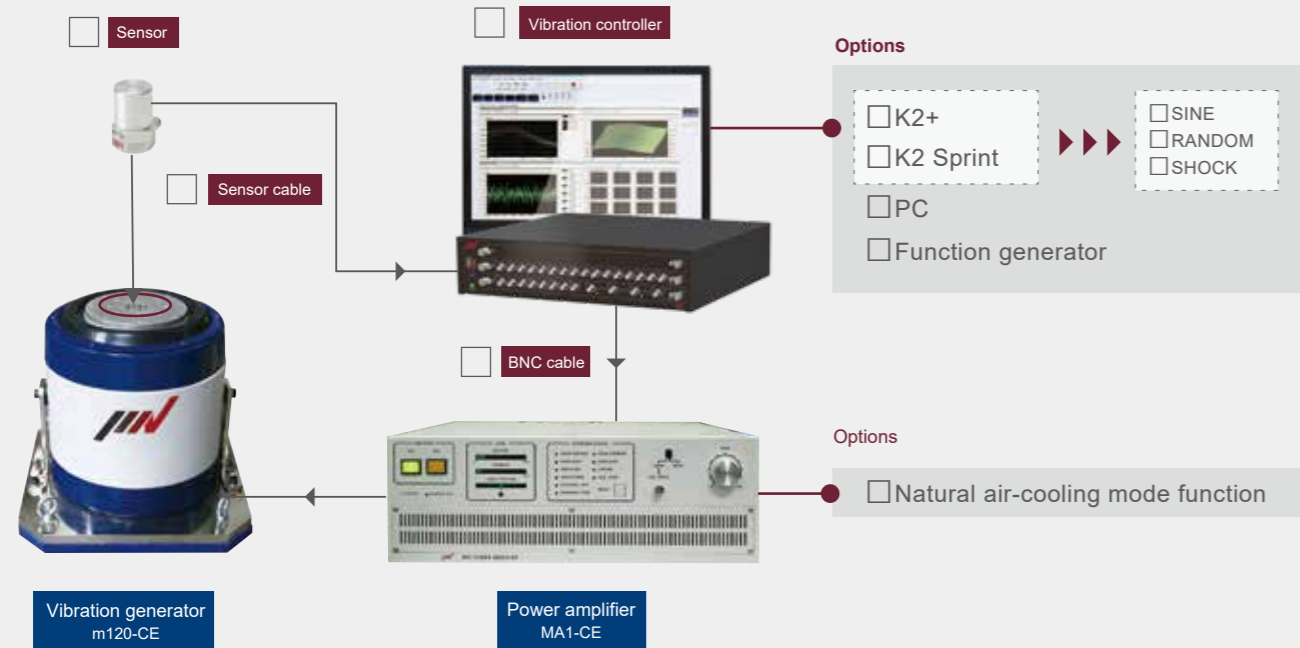 Sensor
Vibration controller
Options
K2+
K2 Sprint
SINE
RANDOM
SHOCK
PC
Function generator
Sensor cable
BNC cable
Options
Natural air-cooling mode function
Vibration generator
m120-CE
Power amplifier
MA1-CE